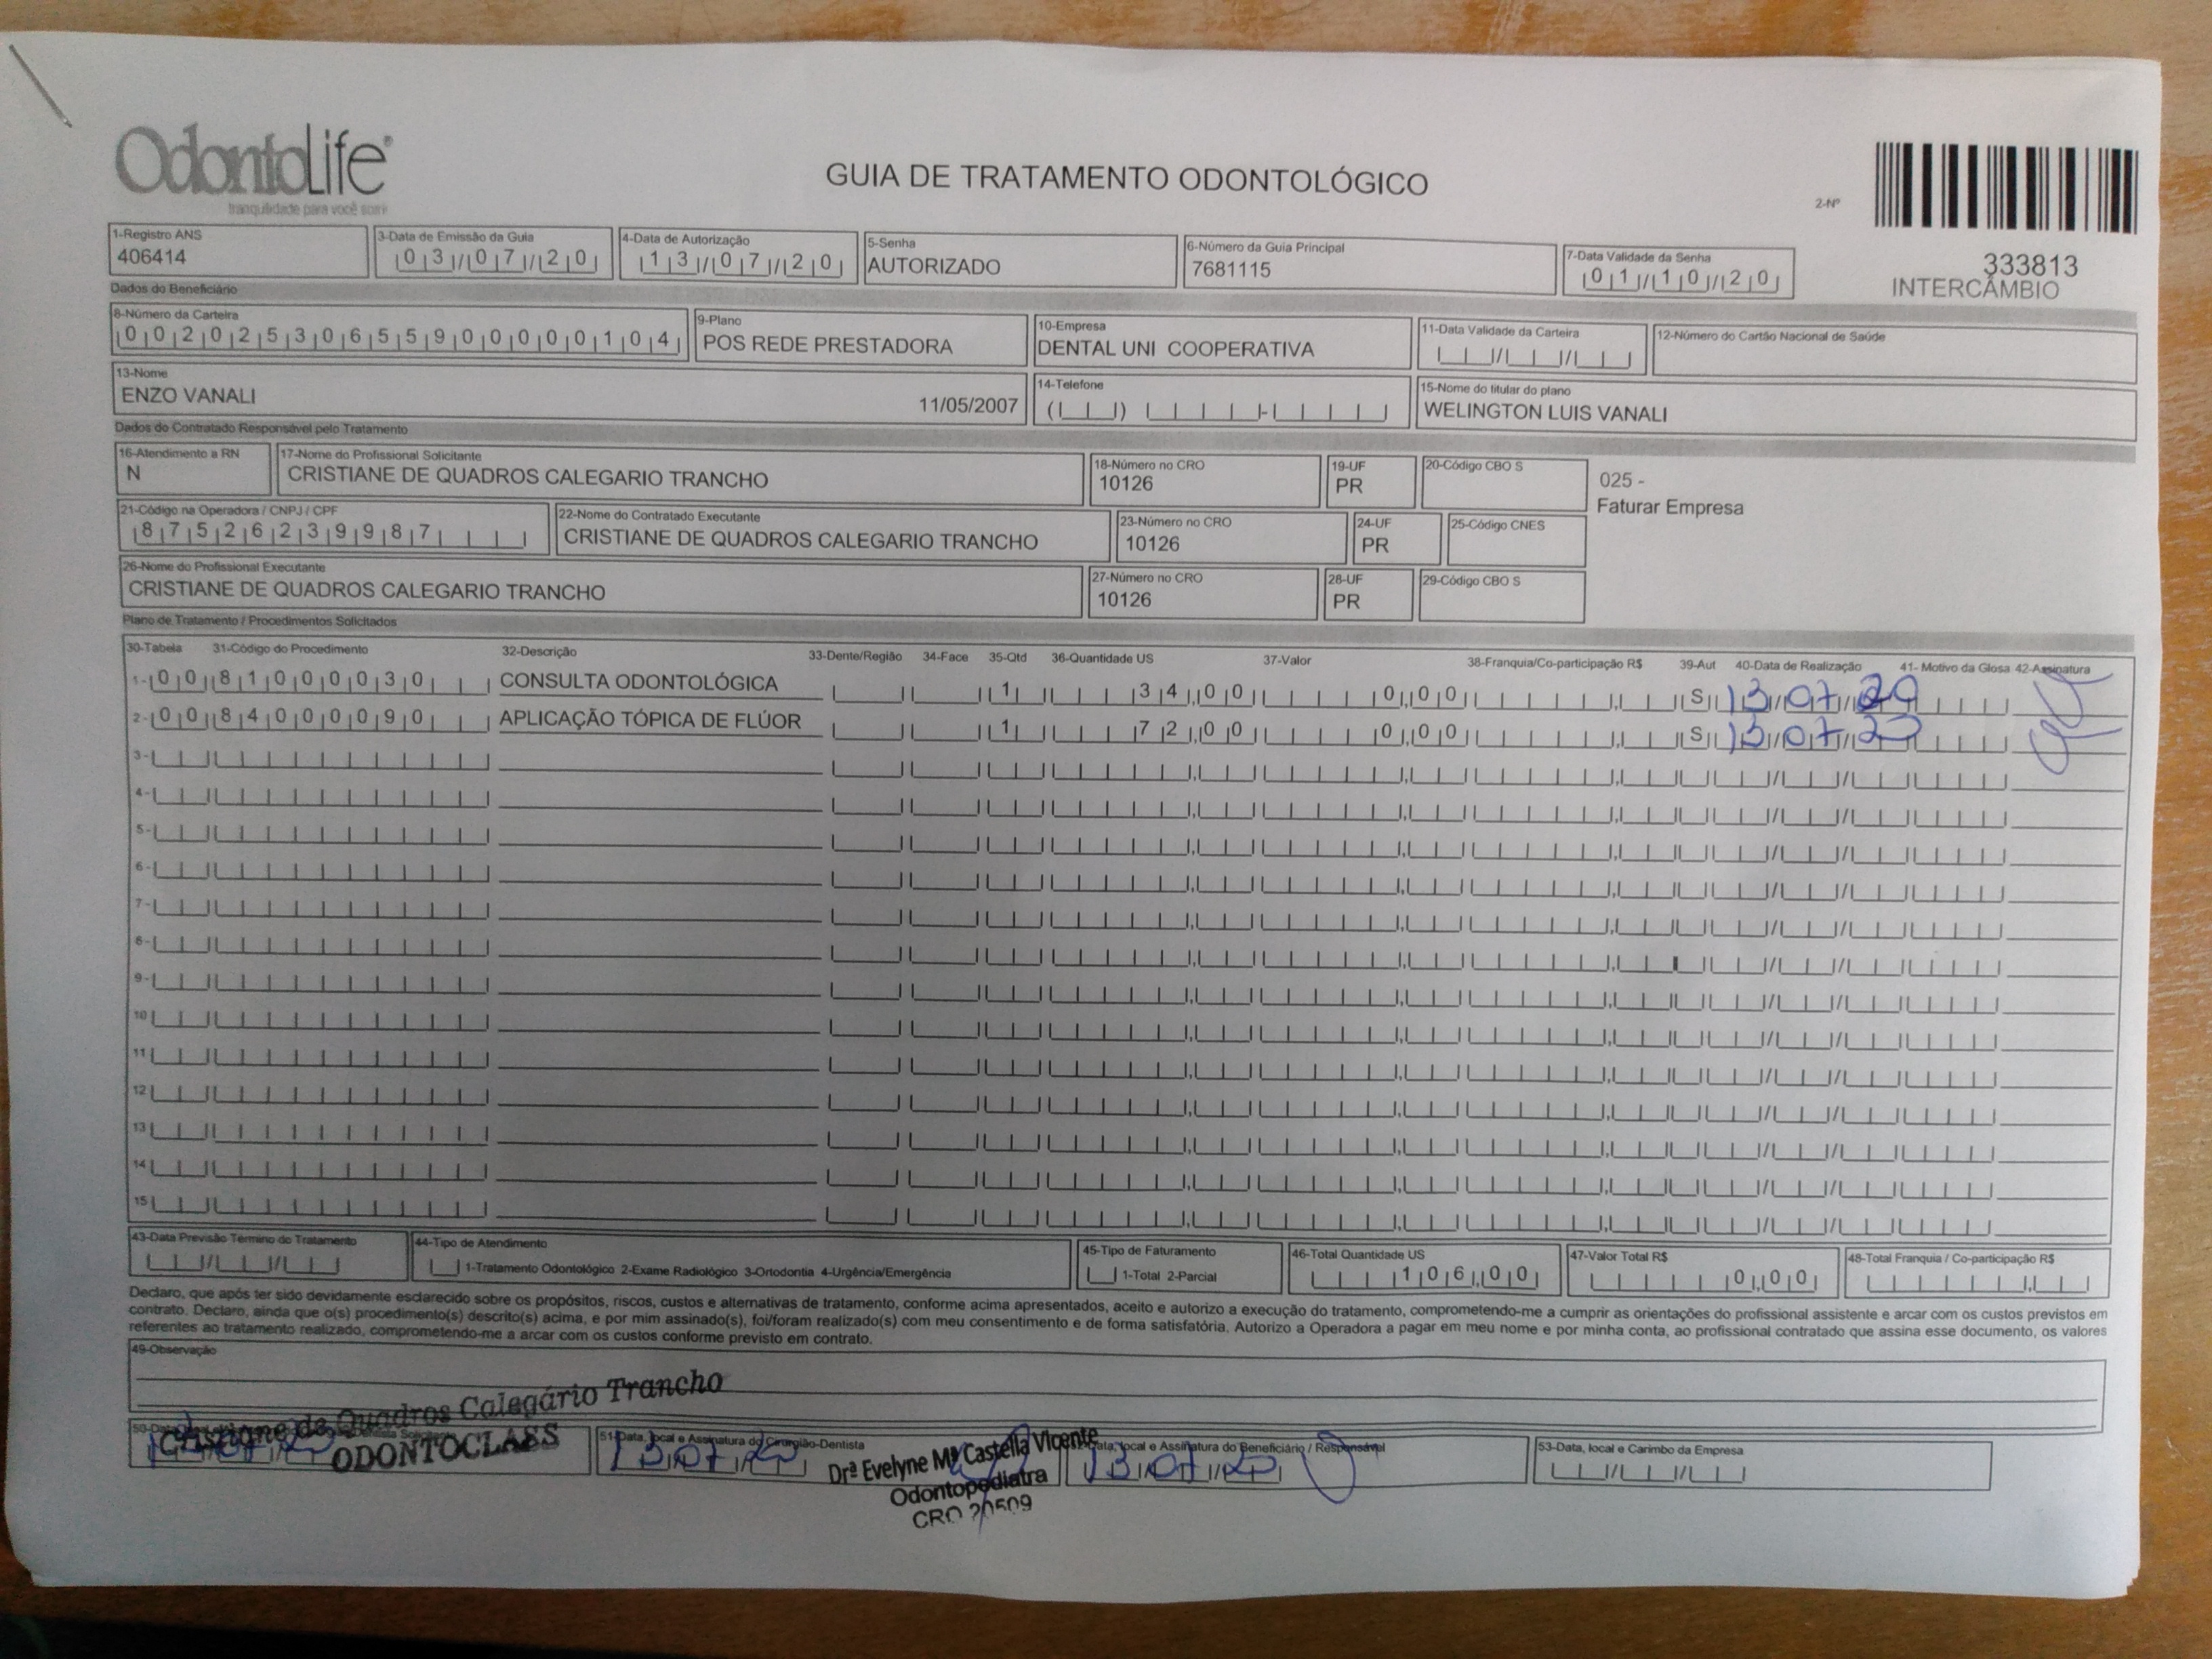 OdontoLife®
tranquilidade para você sorrir
GUIA DE TRATAMENTO ODONTOLÓGICO
2-Nº
333813
INTERCÂMBIO
1-Registro ANS
406414
3-Data de Emissão da Guia
03/07/20
4-Data de Autorização
13/07/20
5-Senha
AUTORIZADO
6-Número da Guia Principal
7681115
7-Data Validade da Senha
01/10/20
Dados do Beneficiário
8-Número da Carteira
00202530655900000104
9-Plano
POS REDE PRESTADORA
10-Empresa
DENTAL UNI COOPERATIVA
11-Data Validade da Carteira
12-Número do Cartão Nacional de Saúde
13-Nome
ENZO VANALI 11/05/2007
14-Telefone
15-Nome do titular do plano
WELINGTON LUIS VANALI
Dados do Contratado Responsável pelo Tratamento
16-Atendimento a RN
N
17-Nome do Profissional Solicitante
CRISTIANE DE QUADROS CALEGARIO TRANCHO
18-Número no CRO
10126
19-UF
PR
20-Código CBO S
025 -
Faturar Empresa
21-Código na Operadora / CNPJ / CPF
87526239987
22-Nome do Contratado Executante
CRISTIANE DE QUADROS CALEGARIO TRANCHO
23-Número no CRO
10126
24-UF
PR
25-Código CNES
26-Nome do Profissional Executante
CRISTIANE DE QUADROS CALEGARIO TRANCHO
27-Número no CRO
10126
28-UF
PR
29-Código CBO S
Plano de Tratamento / Procedimentos Solicitados
30-Tabela 31-Código do Procedimento 32-Descrição 33-Dente/Região 34-Face 35-Qtd 36-Quantidade US 37-Valor 38-Franquia/Co-participação R$ 39-Aut 40-Data de Realização 41- Motivo da Glosa 42-Assinatura
1- 00 81000030 CONSULTA ODONTOLÓGICA 1 34,00 0,00 S 13/07/20
2- 00 84000090 APLICAÇÃO TÓPICA DE FLÚOR 1 72,00 0,00 S 13/07/20
3-
4-
5-
6-
7-
8-
9-
10
11
12
13
14
15
43-Data Previsão Término do Tratamento
44-Tipo de Atendimento
1-Tratamento Odontológico 2-Exame Radiológico 3-Ortodontia 4-Urgência/Emergência
45-Tipo de Faturamento
1-Total 2-Parcial
46-Total Quantidade US
106,00
47-Valor Total R$
0,00
48-Total Franquia / Co-participação R$
Declaro, que após ter sido devidamente esclarecido sobre os propósitos, riscos, custos e alternativas de tratamento, conforme acima apresentados, aceito e autorizo a execução do tratamento, comprometendo-me a cumprir as orientações do profissional assistente e arcar com os custos previstos em
contrato. Declaro, ainda que o(s) procedimento(s) descrito(s) acima, e por mim assinado(s), foi/foram realizado(s) com meu consentimento e de forma satisfatória. Autorizo a Operadora a pagar em meu nome e por minha conta, ao profissional contratado que assina esse documento, os valores
referentes ao tratamento realizado, comprometendo-me a arcar com os custos conforme previsto em contrato.
49-Observação
Cristiane de Quadros Calegário Trancho
ODONTOCLASS
51-Data, local e Assinatura do Cirurgião-Dentista
13/07/20
Drª Evelyne Mª Castella Vicente
Odontopediatra
CRO 20509
Data, local e Assinatura do Beneficiário / Responsável
13/07/20
53-Data, local e Carimbo da Empresa